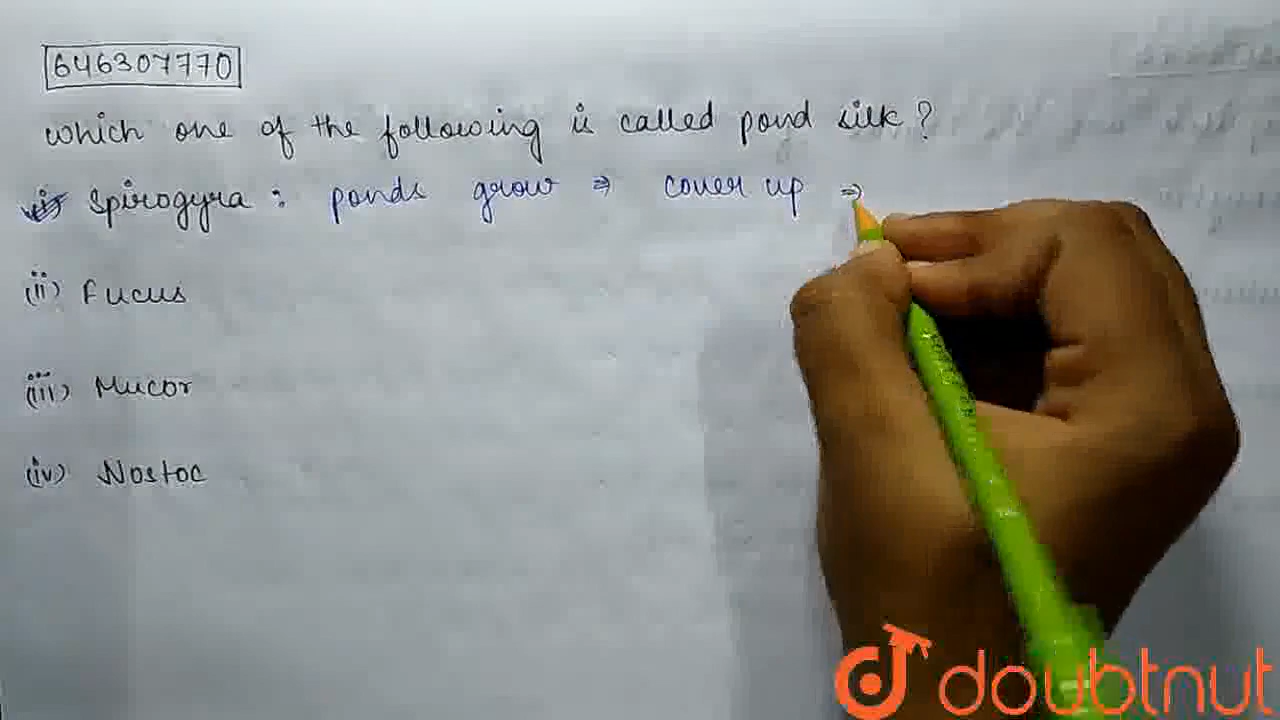 646307770
Which one of the following is called pond silk?
(i) Spirogyra : ponds grow ⇒ cover up ⇒
(ii) Fucus
(iii) Mucor
(iv) Nostoc
doubtnut